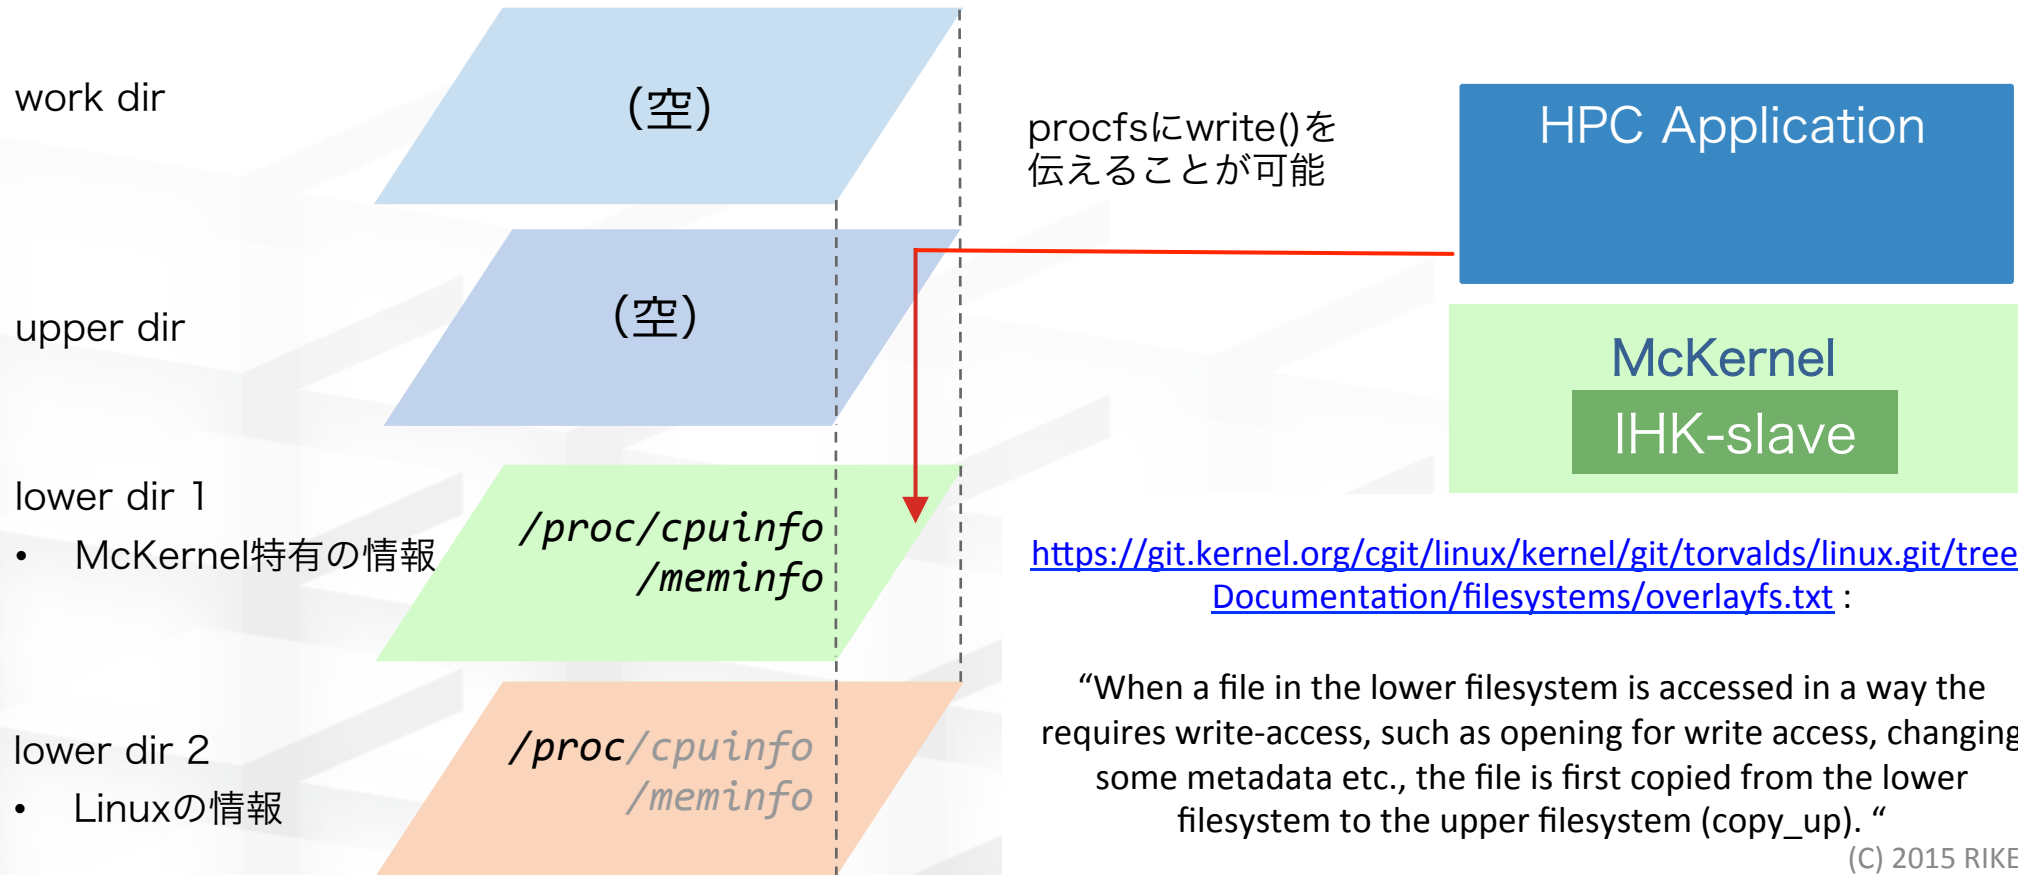 work dir
(空)
upper dir
(空)
lower dir 1
• McKernel特有の情報
/proc/cpuinfo
/meminfo
lower dir 2
• Linuxの情報
/proc/cpuinfo
/meminfo
procfsにwrite()を
伝えることが可能
HPC Application
McKernel
IHK-slave
https://git.kernel.org/cgit/linux/kernel/git/torvalds/linux.git/tree
Documentation/filesystems/overlayfs.txt :
“When a file in the lower filesystem is accessed in a way the
requires write-access, such as opening for write access, changing
some metadata etc., the file is first copied from the lower
filesystem to the upper filesystem (copy_up). “
(C) 2015 RIKE